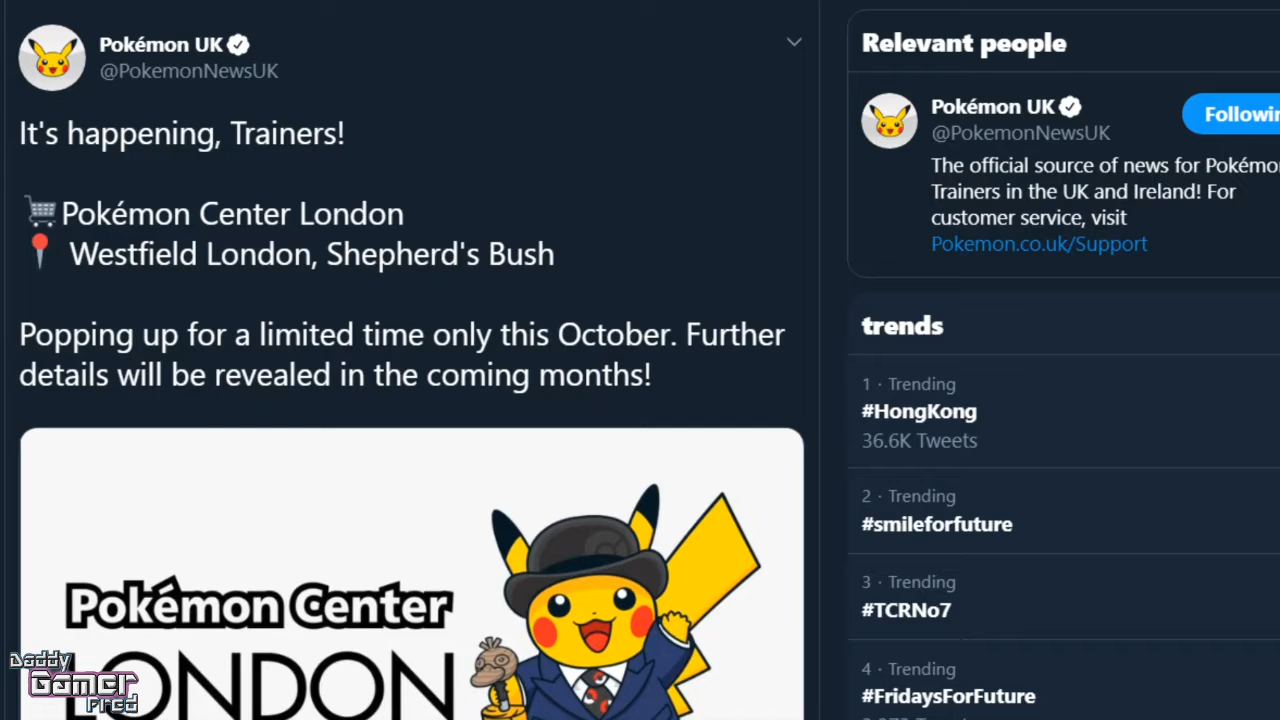 Pokémon UK
@PokemonNewsUK
It's happening, Trainers!
Pokémon Center London
Westfield London, Shepherd's Bush
Popping up for a limited time only this October. Further
details will be revealed in the coming months!
Pokémon Center
LONDON
Daddy
Gamer
Fred
Relevant people
Pokémon UK
@PokemonNewsUK
Followin
The official source of news for Pokémon
Trainers in the UK and Ireland! For
customer service, visit
Pokemon.co.uk/Support
trends
1 · Trending
#HongKong
36.6K Tweets
2 · Trending
#smileforfuture
3 · Trending
#TCRNo7
4 · Trending
#FridaysForFuture